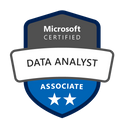 Microsoft
CERTIFIED
DATA ANALYST
ASSOCIATE